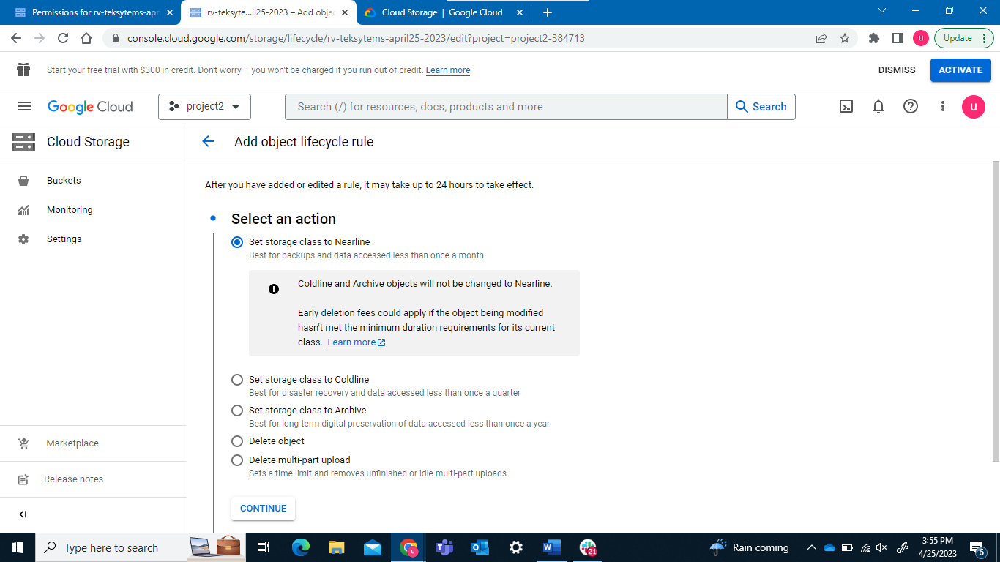 Permissions for rv-teksytems-apr
rv-teksyte…il25-2023 – Add objec
Cloud Storage | Google Cloud
console.cloud.google.com/storage/lifecycle/rv-teksytems-april25-2023/edit?project=project2-384713
u
Update
Start your free trial with $300 in credit. Don't worry – you won't be charged if you run out of credit. Learn more
DISMISS
ACTIVATE
Google Cloud
project2
Search (/) for resources, docs, products and more
Search
u
Cloud Storage
Add object lifecycle rule
Buckets
Monitoring
Settings
Marketplace
Release notes
After you have added or edited a rule, it may take up to 24 hours to take effect.
Select an action
Set storage class to Nearline
Best for backups and data accessed less than once a month
Coldline and Archive objects will not be changed to Nearline.
Early deletion fees could apply if the object being modified
hasn't met the minimum duration requirements for its current
class. Learn more
Set storage class to Coldline
Best for disaster recovery and data accessed less than once a quarter
Set storage class to Archive
Best for long-term digital preservation of data accessed less than once a year
Delete object
Delete multi-part upload
Sets a time limit and removes unfinished or idle multi-part uploads
CONTINUE
Type here to search
u
21
Rain coming
3:55 PM
4/25/2023
6